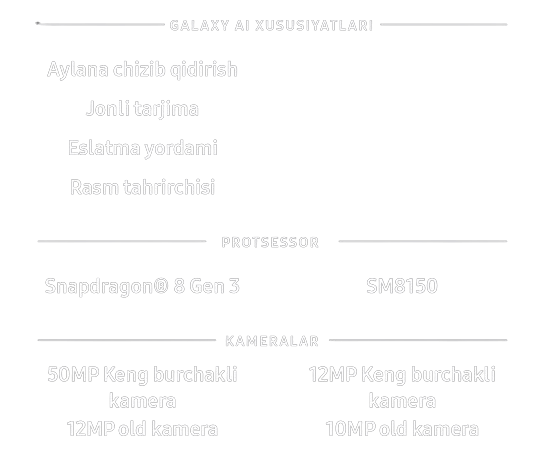 GALAXY AI XUSUSIYATLARI
Aylana chizib qidirish
Jonli tarjima
Eslatma yordami
Rasm tahrirchisi
PROTSESSOR
Snapdragon® 8 Gen 3 SM8150
KAMERALAR
50MP Keng burchakli 12MP Keng burchakli
kamera kamera
12MP old kamera 10MP old kamera